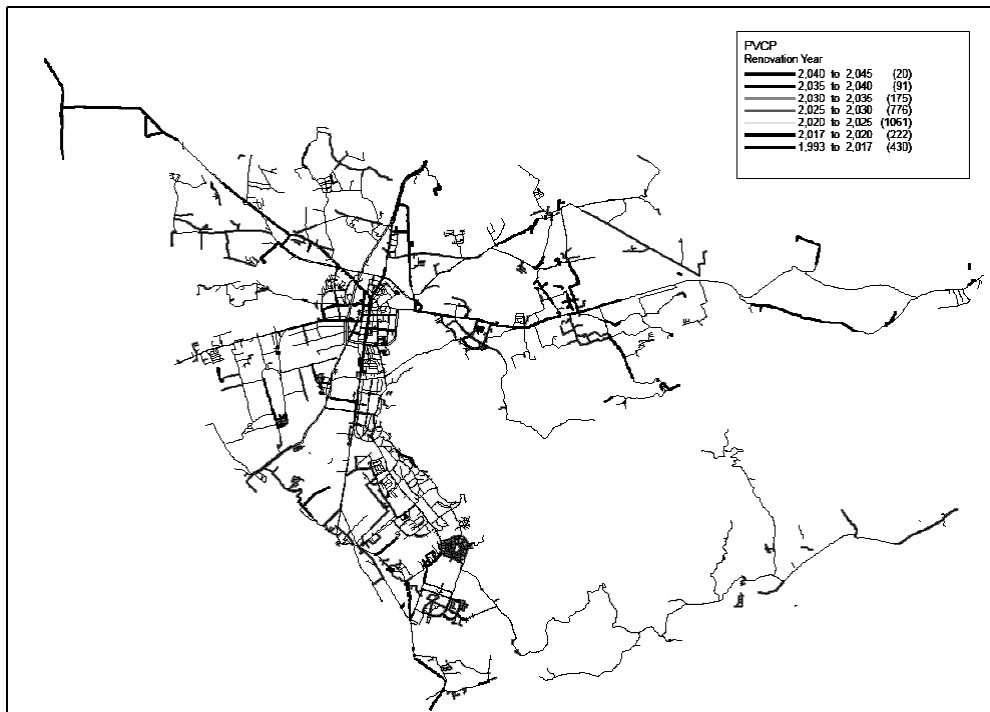 PVCP
Renovation Year
2,040 to 2,045 (20)
2,035 to 2,040 (91)
2,030 to 2,035 (175)
2,025 to 2,030 (776)
2,020 to 2,025 (1061)
2,017 to 2,020 (222)
1,993 to 2,017 (430)